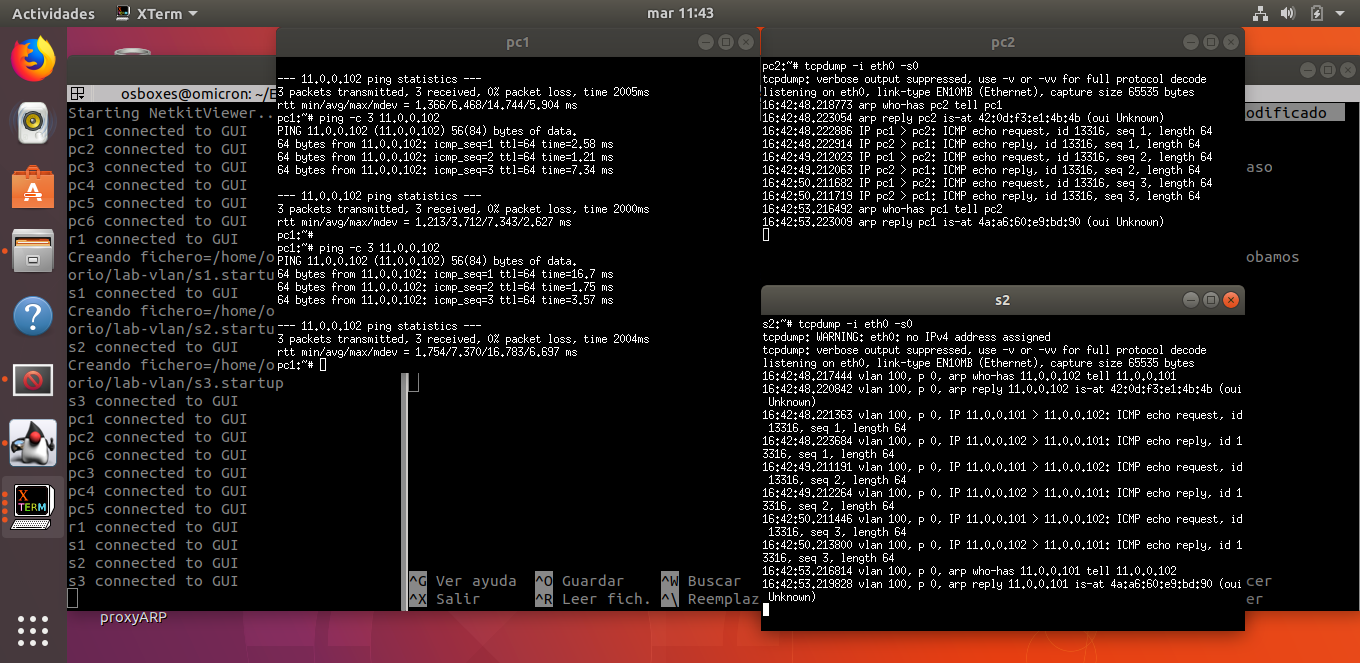 Actividades
XTerm
mar 11:43
pc1
--- 11.0.0.102 ping statistics ---
3 packets transmitted, 3 received, 0% packet loss, time 2005ms
rtt min/avg/max/mdev = 1.366/6.468/14.744/5.904 ms
pc1:~# ping -c 3 11.0.0.102
PING 11.0.0.102 (11.0.0.102) 56(84) bytes of data.
64 bytes from 11.0.0.102: icmp_seq=1 ttl=64 time=2.58 ms
64 bytes from 11.0.0.102: icmp_seq=2 ttl=64 time=1.21 ms
64 bytes from 11.0.0.102: icmp_seq=3 ttl=64 time=7.34 ms
--- 11.0.0.102 ping statistics ---
3 packets transmitted, 3 received, 0% packet loss, time 2000ms
rtt min/avg/max/mdev = 1.213/3.712/7.343/2.627 ms
pc1:~#
pc1:~# ping -c 3 11.0.0.102
PING 11.0.0.102 (11.0.0.102) 56(84) bytes of data.
64 bytes from 11.0.0.102: icmp_seq=1 ttl=64 time=16.7 ms
64 bytes from 11.0.0.102: icmp_seq=2 ttl=64 time=1.75 ms
64 bytes from 11.0.0.102: icmp_seq=3 ttl=64 time=3.57 ms
--- 11.0.0.102 ping statistics ---
3 packets transmitted, 3 received, 0% packet loss, time 2004ms
rtt min/avg/max/mdev = 1.754/7.370/16.783/6.697 ms
pc1:~#
pc2
pc2:~# tcpdump -i eth0 -s0
tcpdump: verbose output suppressed, use -v or -vv for full protocol decode
listening on eth0, link-type EN10MB (Ethernet), capture size 65535 bytes
16:42:48.218773 arp who-has pc2 tell pc1
16:42:48.223054 arp reply pc2 is-at 42:0d:f3:e1:4b:4b (oui Unknown)
16:42:48.222886 IP pc1 > pc2: ICMP echo request, id 13316, seq 1, length 64
16:42:48.222914 IP pc2 > pc1: ICMP echo reply, id 13316, seq 1, length 64
16:42:49.212023 IP pc1 > pc2: ICMP echo request, id 13316, seq 2, length 64
16:42:49.212063 IP pc2 > pc1: ICMP echo reply, id 13316, seq 2, length 64
16:42:50.211682 IP pc1 > pc2: ICMP echo request, id 13316, seq 3, length 64
16:42:50.211719 IP pc2 > pc1: ICMP echo reply, id 13316, seq 3, length 64
16:42:53.216492 arp who-has pc1 tell pc2
16:42:53.223009 arp reply pc1 is-at 4a:a6:60:e9:bd:90 (oui Unknown)
s2
s2:~# tcpdump -i eth0 -s0
tcpdump: WARNING: eth0: no IPv4 address assigned
tcpdump: verbose output suppressed, use -v or -vv for full protocol decode
listening on eth0, link-type EN10MB (Ethernet), capture size 65535 bytes
16:42:48.217444 vlan 100, p 0, arp who-has 11.0.0.102 tell 11.0.0.101
16:42:48.220842 vlan 100, p 0, arp reply 11.0.0.102 is-at 42:0d:f3:e1:4b:4b (oui
Unknown)
16:42:48.221363 vlan 100, p 0, IP 11.0.0.101 > 11.0.0.102: ICMP echo request, id
13316, seq 1, length 64
16:42:48.223684 vlan 100, p 0, IP 11.0.0.102 > 11.0.0.101: ICMP echo reply, id 1
3316, seq 1, length 64
16:42:49.211191 vlan 100, p 0, IP 11.0.0.101 > 11.0.0.102: ICMP echo request, id
13316, seq 2, length 64
16:42:49.212264 vlan 100, p 0, IP 11.0.0.102 > 11.0.0.101: ICMP echo reply, id 1
3316, seq 2, length 64
16:42:50.211446 vlan 100, p 0, IP 11.0.0.101 > 11.0.0.102: ICMP echo request, id
13316, seq 3, length 64
16:42:50.213800 vlan 100, p 0, IP 11.0.0.102 > 11.0.0.101: ICMP echo reply, id 1
3316, seq 3, length 64
16:42:53.216814 vlan 100, p 0, arp who-has 11.0.0.101 tell 11.0.0.102
16:42:53.219828 vlan 100, p 0, arp reply 11.0.0.101 is-at 4a:a6:60:e9:bd:90 (oui
Unknown)
osboxes@omicron: ~/E
Starting NetkitViewer..
pc1 connected to GUI
pc2 connected to GUI
pc3 connected to GUI
pc4 connected to GUI
pc5 connected to GUI
pc6 connected to GUI
r1 connected to GUI
Creando fichero=/home/o
orio/lab-vlan/s1.startu
s1 connected to GUI
Creando fichero=/home/o
orio/lab-vlan/s2.startu
s2 connected to GUI
Creando fichero=/home/o
orio/lab-vlan/s3.startup
s3 connected to GUI
pc1 connected to GUI
pc2 connected to GUI
pc6 connected to GUI
pc3 connected to GUI
pc4 connected to GUI
pc5 connected to GUI
r1 connected to GUI
s1 connected to GUI
s2 connected to GUI
s3 connected to GUI
odificado
aso
obamos
^G Ver ayuda ^O Guardar ^W Buscar
cer
^X Salir ^R Leer fich. ^\ Reemplaz
er
proxyARP
X
TERM